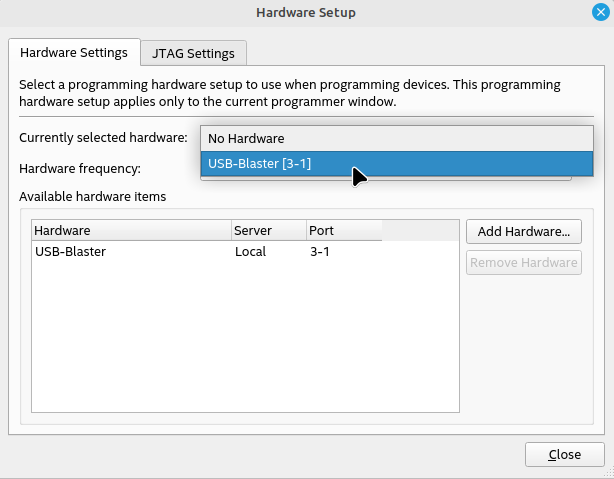 Hardware Setup
Hardware Settings
JTAG Settings
Select a programming hardware setup to use when programming devices. This programming
hardware setup applies only to the current programmer window.
Currently selected hardware:
No Hardware
USB-Blaster [3-1]
Hardware frequency:
Available hardware items
Hardware Server Port
USB-Blaster Local 3-1
Add Hardware...
Remove Hardware
Close